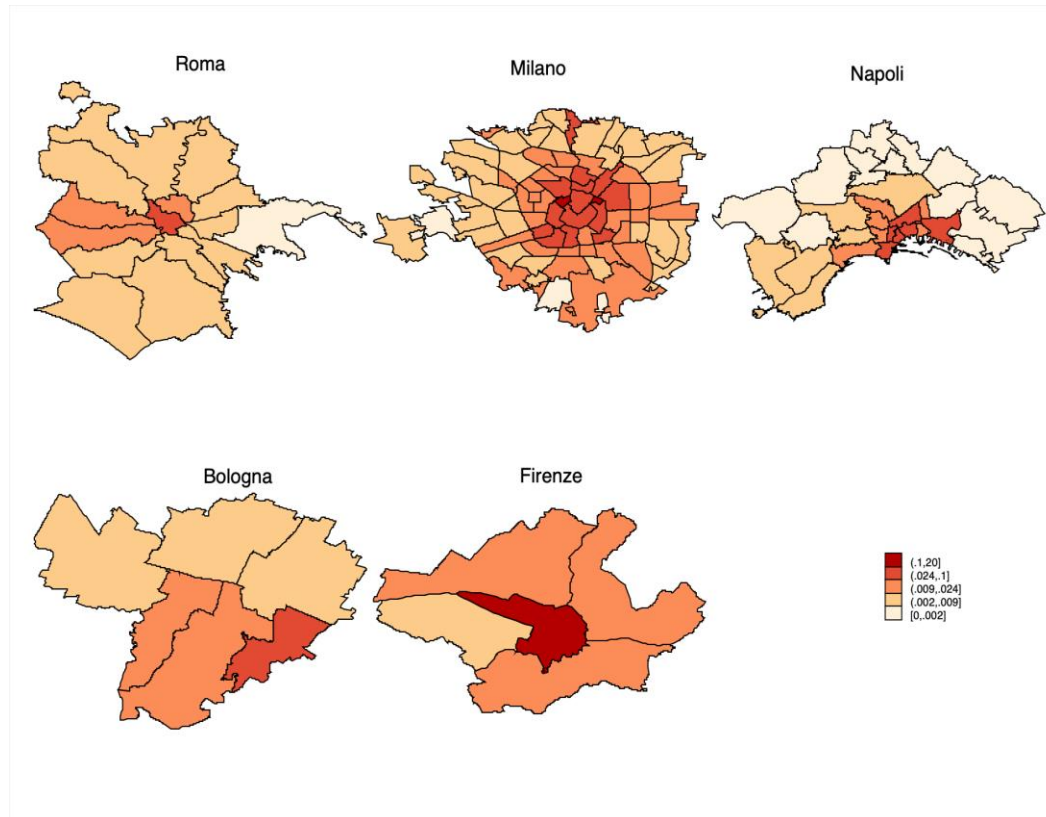 Roma
Milano
Napoli
Bologna
Firenze
(.1,20]
(.024,.1]
(.009,.024]
(.002,.009]
[0,.002]